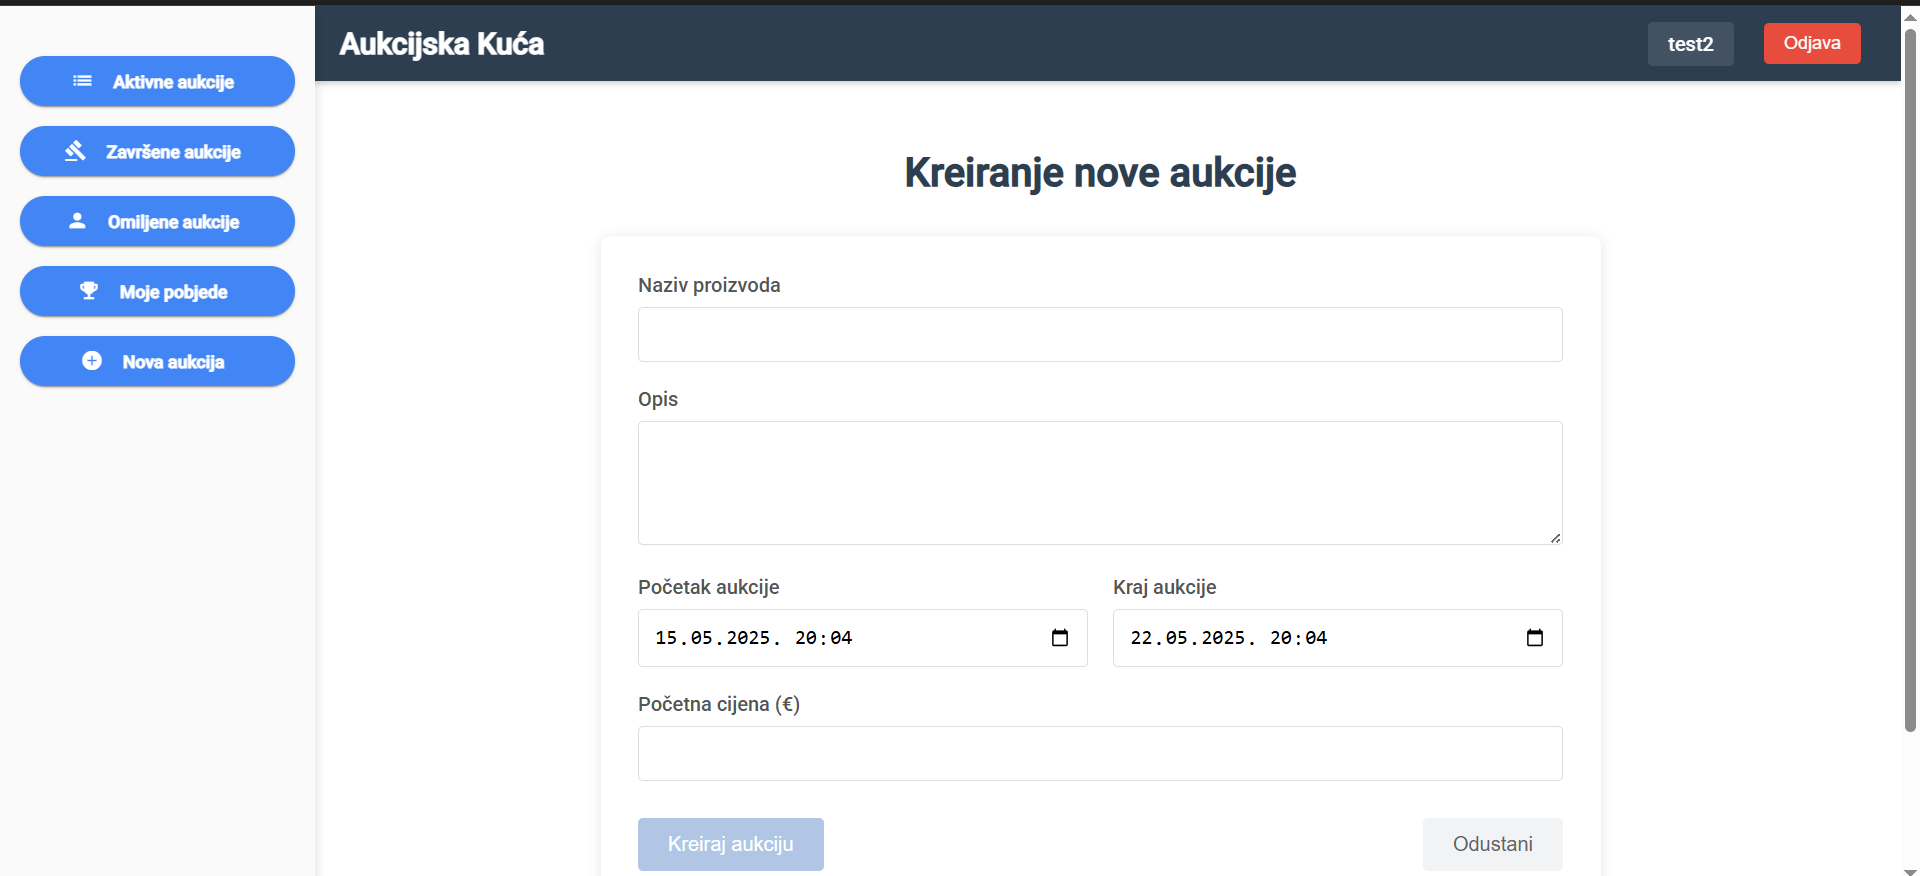 Aukcijska Kuća
test2
Odjava
Aktivne aukcije
Završene aukcije
Omiljene aukcije
Moje pobjede
Nova aukcija
Kreiranje nove aukcije
Naziv proizvoda
Opis
Početak aukcije
Kraj aukcije
15.05.2025. 20:04
22.05.2025. 20:04
Početna cijena (€)
Kreiraj aukciju
Odustani